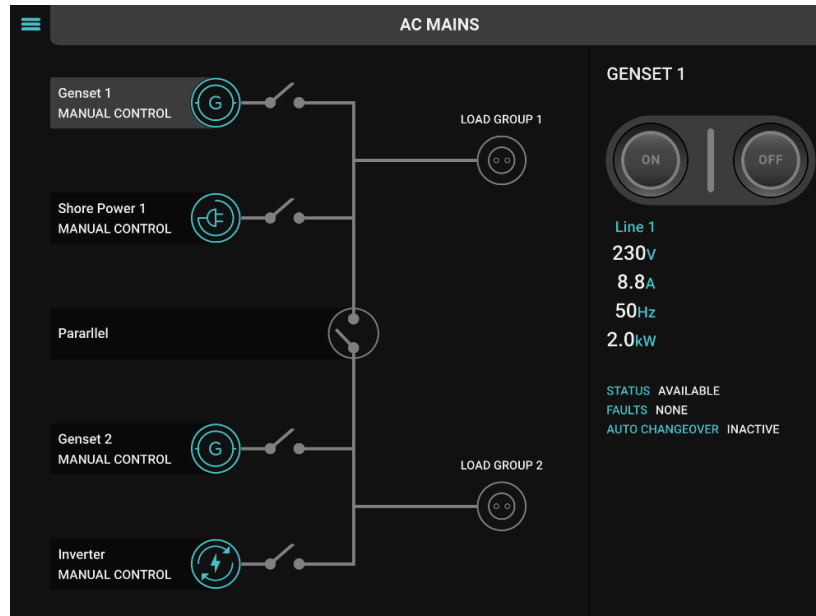 AC MAINS
Genset 1
MANUAL CONTROL
G
LOAD GROUP 1
Shore Power 1
MANUAL CONTROL
Pararllel
Genset 2
MANUAL CONTROL
G
LOAD GROUP 2
Inverter
MANUAL CONTROL
GENSET 1
ON
OFF
Line 1
230V
8.8A
50Hz
2.0kW
STATUS AVAILABLE
FAULTS NONE
AUTO CHANGEOVER INACTIVE